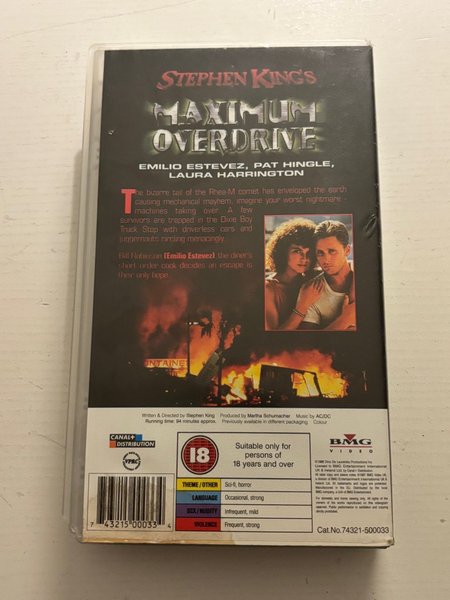 STEPHEN KING'S
MAXIMUM
OVERDRIVE
EMILIO ESTEVEZ, PAT HINGLE,
LAURA HARRINGTON
The bizarre tail of the Rhea-M comet has enveloped the earth
causing mechanical mayhem, imagine your worst nightmare -
machines taking over. A few
survivors are trapped in the Dixie Boy
Truck Stop with driverless cars and
juggernauts circling menacingly.
Bill Robinson (Emilio Estevez) the diner's
short order cook decides an escape is
their only hope.
Written & Directed by Stephen King Produced by Martha Schumacher Music by AC/DC
Running time: 94 minutes approx. Previously available in different packaging Colour
CANAL+
DISTRIBUTION
VPRC
18
Suitable only for
persons of
18 years and over
BMG
VIDEO
THEME/OTHER Sci-fi, horror
LANGUAGE Occasional, strong
SEX/NUDITY Infrequent, mild
VIOLENCE Frequent, strong
7 43215 00033 4
Cat.No.74321-500033